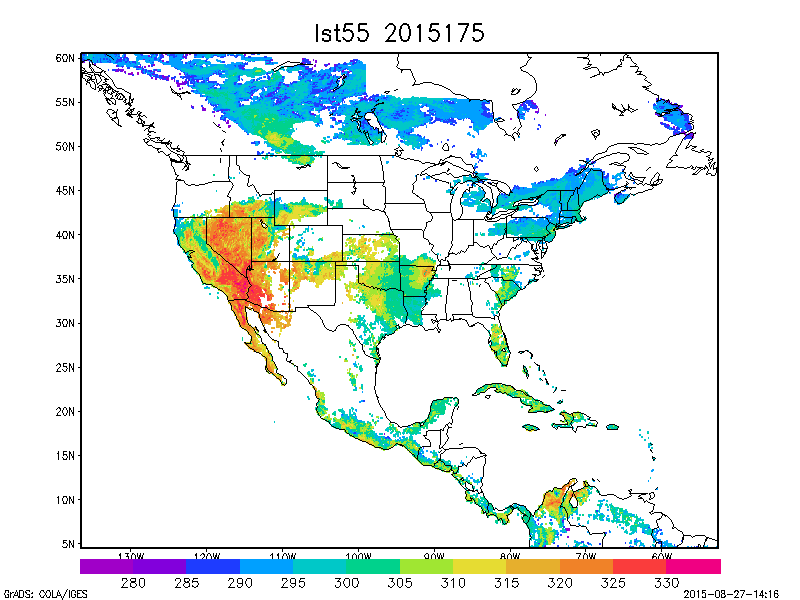 lst55 2015175
60N
55N
50N
45N
40N
35N
30N
25N
20N
15N
10N
5N
130W 120W 110W 100W 90W 80W 70W 60W
280 285 290 295 300 305 310 315 320 325 330
GrADS: COLA/IGES 2015-08-27-14:16